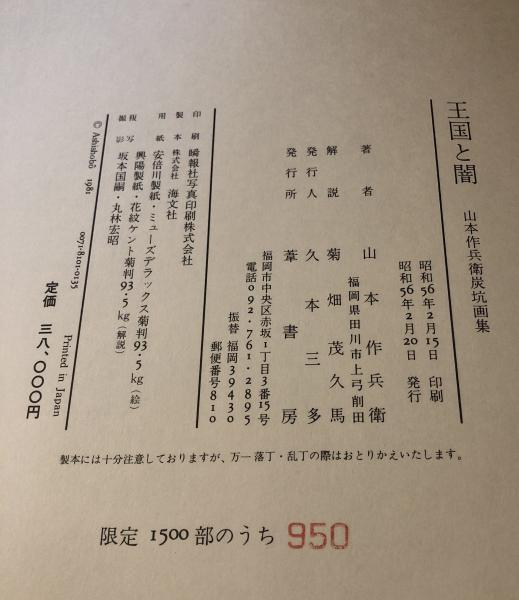 王国と闇　山本作兵衛炭坑画集
昭和56年2月15日　印刷
昭和56年2月20日　発行
著者　山本作兵衛
福岡県田川市上弓削田
解説　菊畑茂久馬
発行人　久本三多
発行所　葦書房
福岡市中央区赤坂1丁目3番15号
電話092・761・2895
振替　福岡39430
郵便番号810
印刷　瞬報社写真印刷株式会社
製本　株式会社　海文社
用紙　安倍川製紙・ミューズデラックス菊判93・5kg（絵）
興陽製紙・花紋ケント菊判93・5kg（解説）
複写撮影　坂本国嗣・丸林宏昭
© Ashishobō　1981
0071-8101-0135
Printed in Japan
定価　三八、〇〇〇円
製本には十分注意しておりますが、万一落丁・乱丁の際はおとりかえいたします。
限定　1500部のうち　950